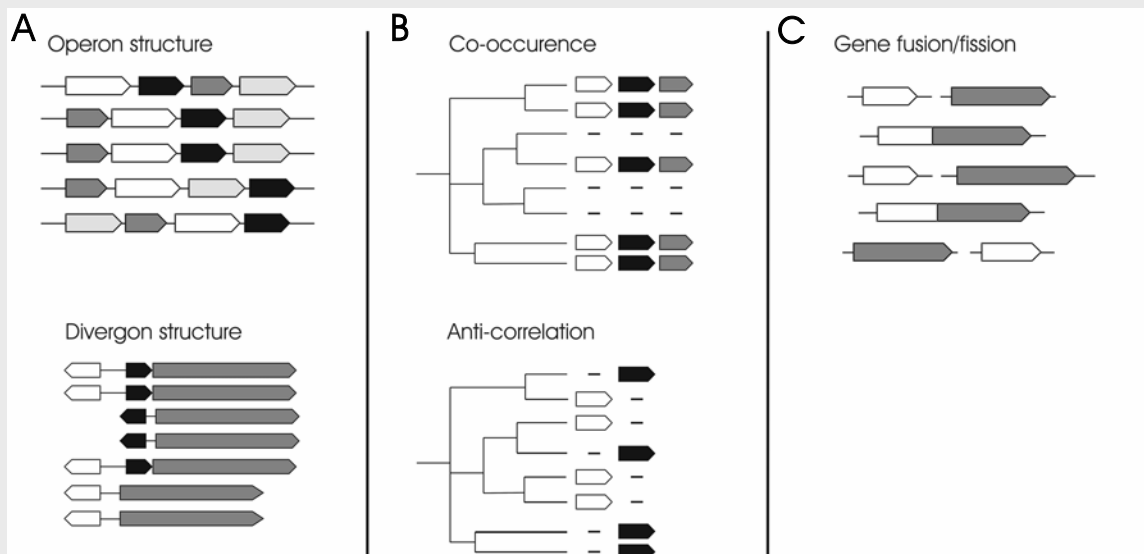 A
Operon structure
Divergon structure
B
Co-occurence
Anti-correlation
C
Gene fusion/fission